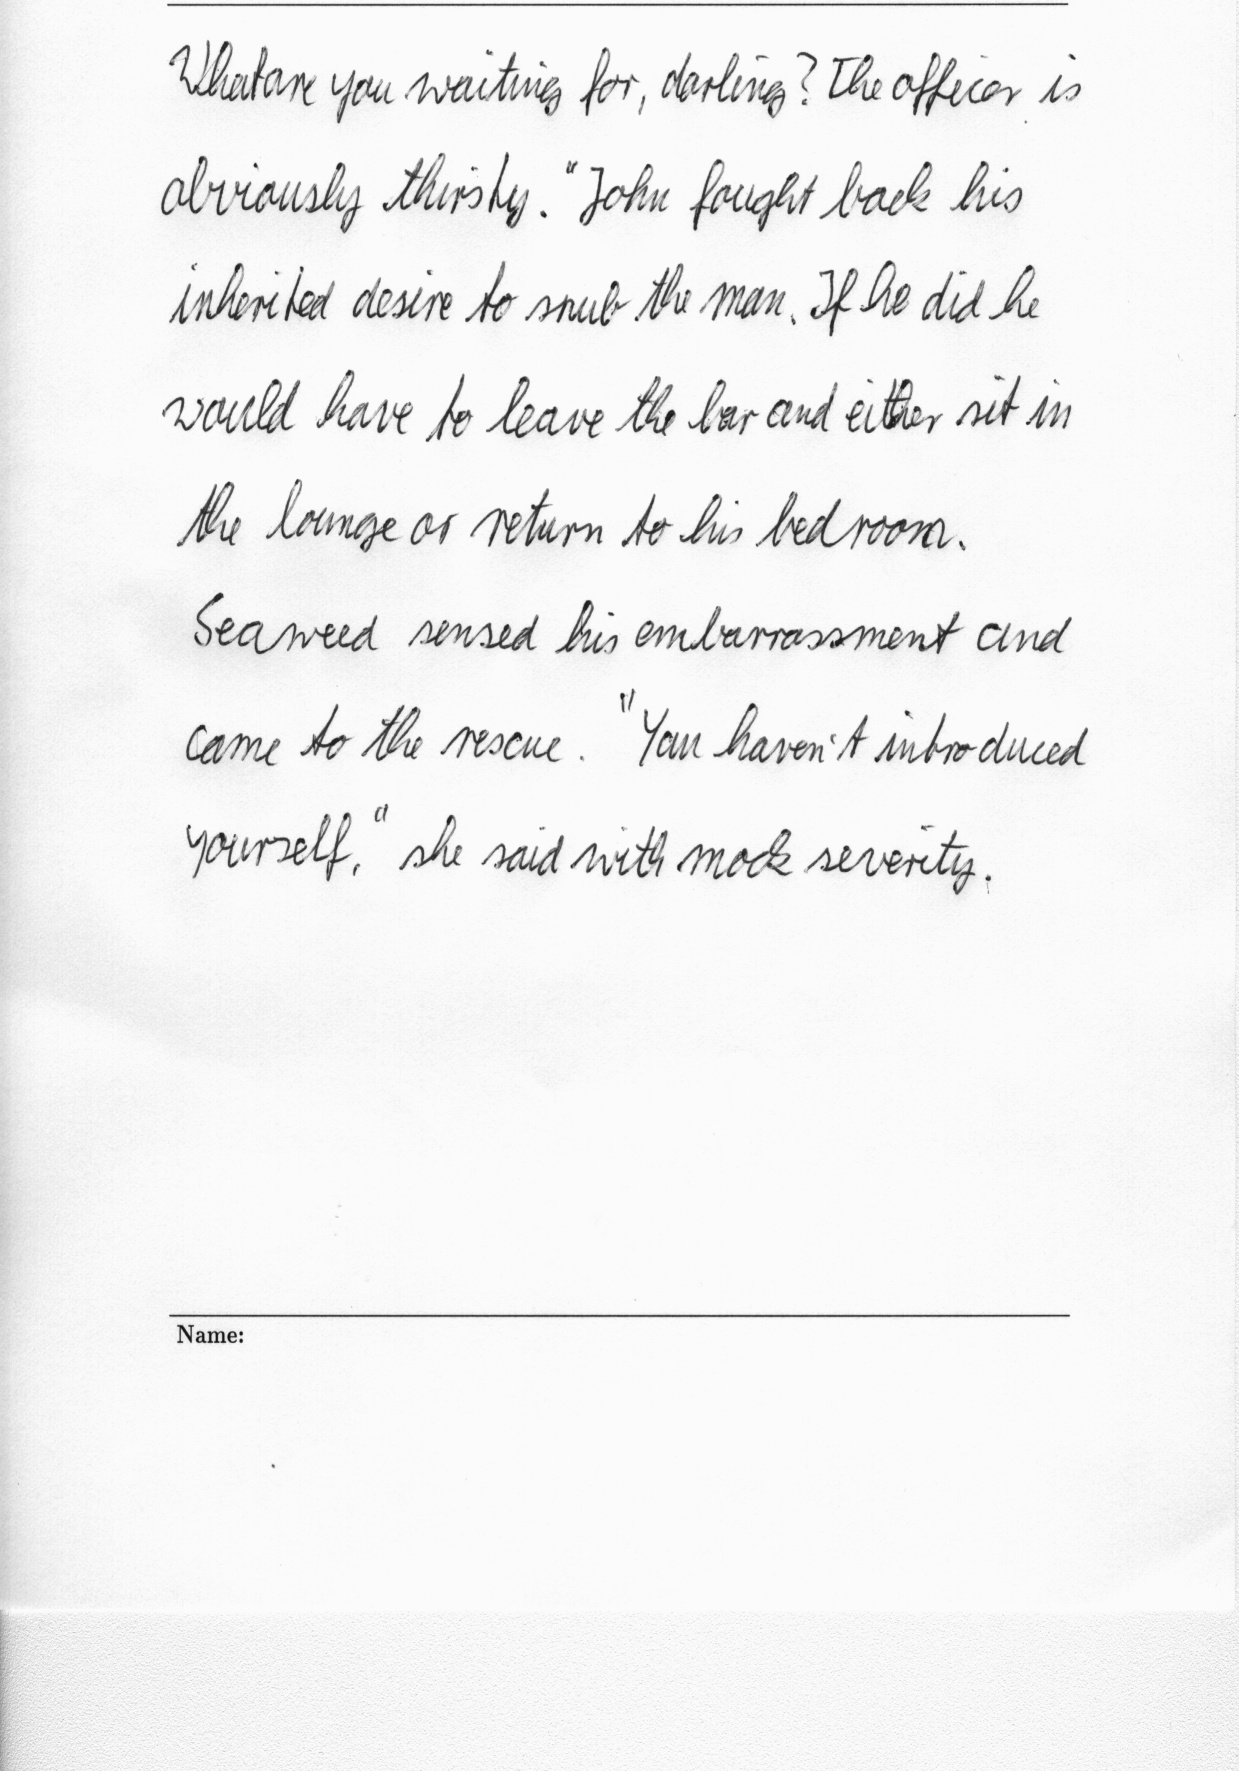 What are you waiting for, darling? The officer is
obviously thirsty." John fought back his
inherited desire to snub the man. If he did he
would have to leave the bar and either sit in
the lounge or return to his bedroom.
Seaweed sensed his embarrassment and
came to the rescue. "You haven't introduced
yourself," she said with mock severity.
Name: